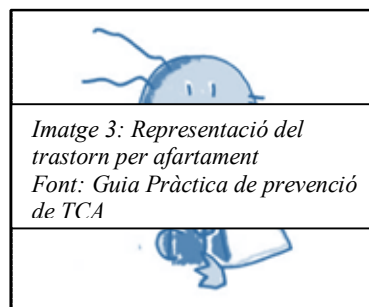 Imatge 3: Representació del
trastorn per afartament
Font: Guia Pràctica de prevenció
de TCA